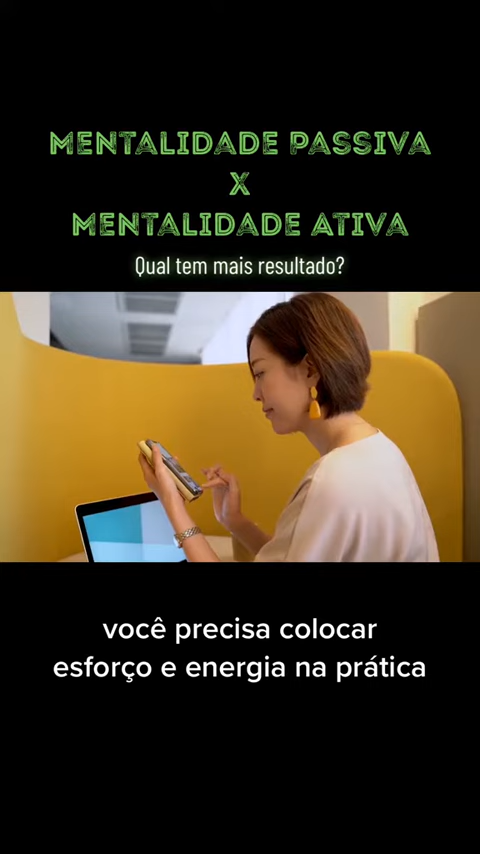 MENTALIDADE PASSIVA
X
MENTALIDADE ATIVA
Qual tem mais resultado?
você precisa colocar
esforço e energia na prática